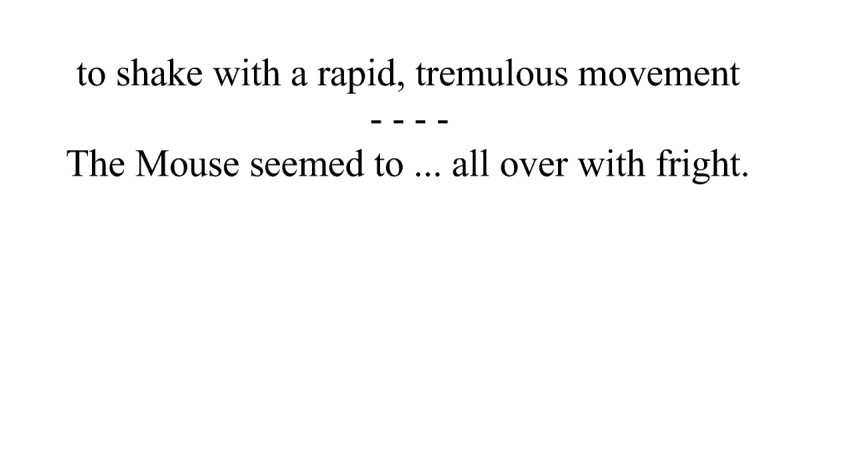 to shake with a rapid, tremulous movement
- - - -
The Mouse seemed to ... all over with fright.